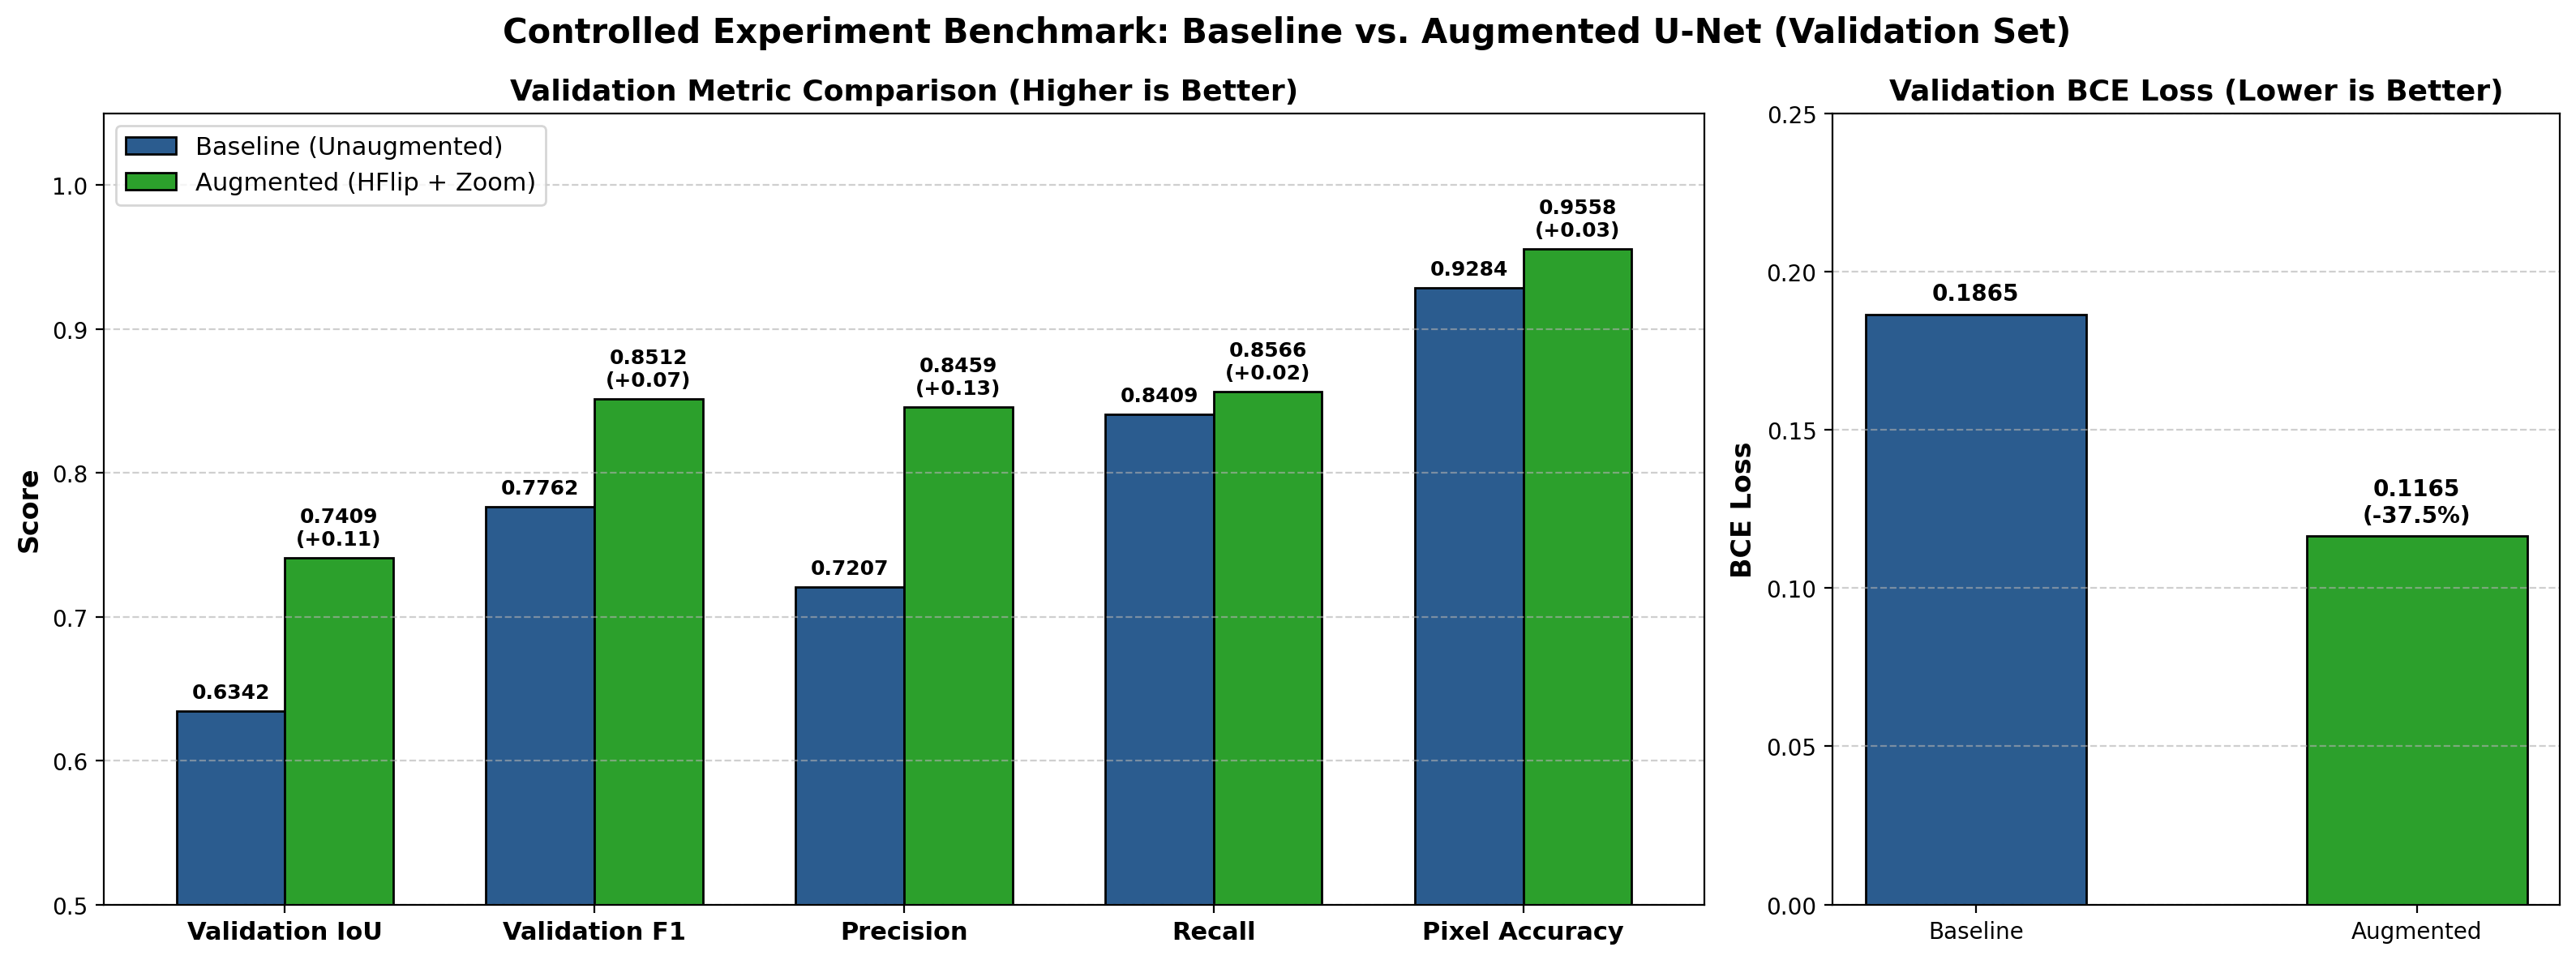 Controlled Experiment Benchmark: Baseline vs. Augmented U-Net (Validation Set)
Validation Metric Comparison (Higher is Better)
Baseline (Unaugmented)
Augmented (HFlip + Zoom)
Score
1.0
0.9
0.8
0.7
0.6
0.5
0.6342
0.7409
(+0.11)
0.7762
0.8512
(+0.07)
0.7207
0.8459
(+0.13)
0.8409
0.8566
(+0.02)
0.9284
0.9558
(+0.03)
Validation IoU
Validation F1
Precision
Recall
Pixel Accuracy
Validation BCE Loss (Lower is Better)
BCE Loss
0.25
0.20
0.15
0.10
0.05
0.00
0.1865
0.1165
(-37.5%)
Baseline
Augmented